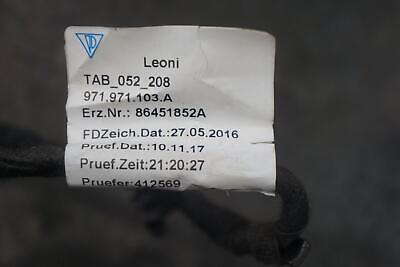 Leoni
TAB_052_208
971.971.103.A
Erz.Nr.: 86451852A
FDZeich.Dat.:27.05.2016
Pruef.Dat.:10.11.17
Pruef.Zeit:21:20:27
Pruefer:412569